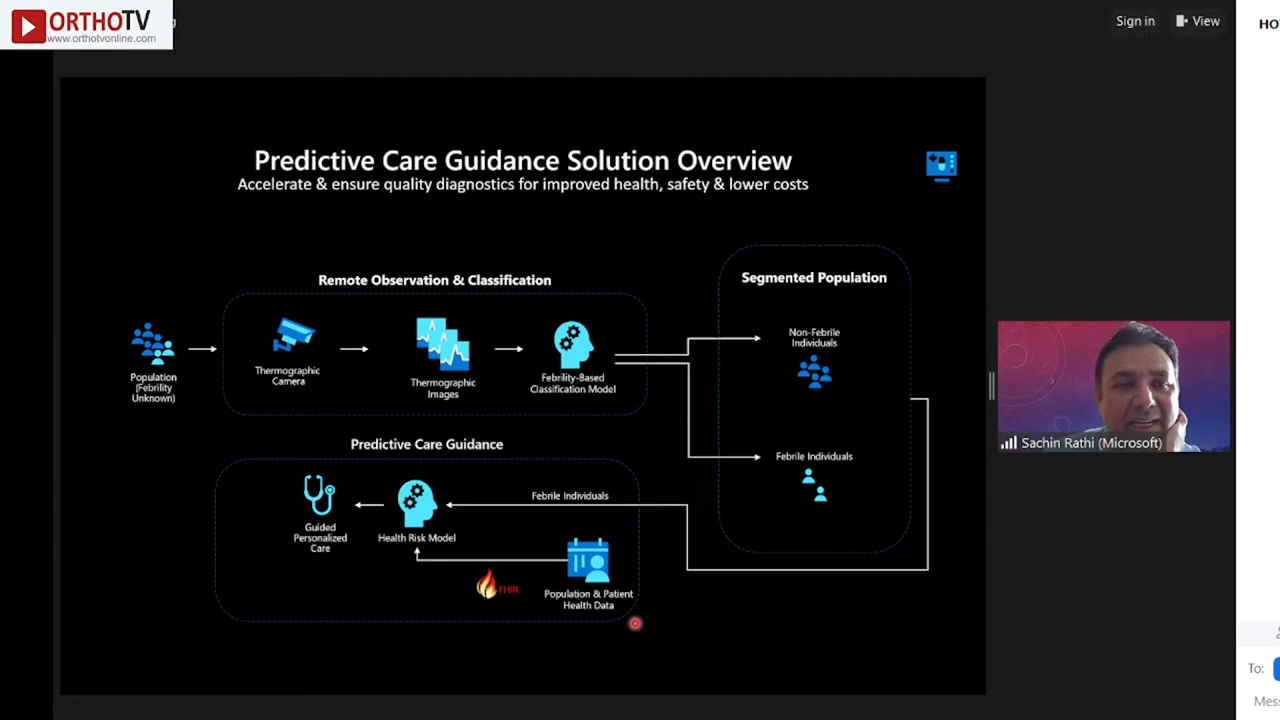 ORTHOTV
www.orthotvonline.com
Sign in
View
Predictive Care Guidance Solution Overview
Accelerate & ensure quality diagnostics for improved health, safety & lower costs
Remote Observation & Classification
Population
(Febrility
Unknown)
Thermographic
Camera
Thermographic
Images
Febrility-Based
Classification Model
Segmented Population
Non-Febrile
Individuals
Febrile Individuals
Predictive Care Guidance
Guided
Personalized
Care
Health Risk Model
Febrile Individuals
FHIR
Population & Patient
Health Data
Sachin Rathi (Microsoft)
To: